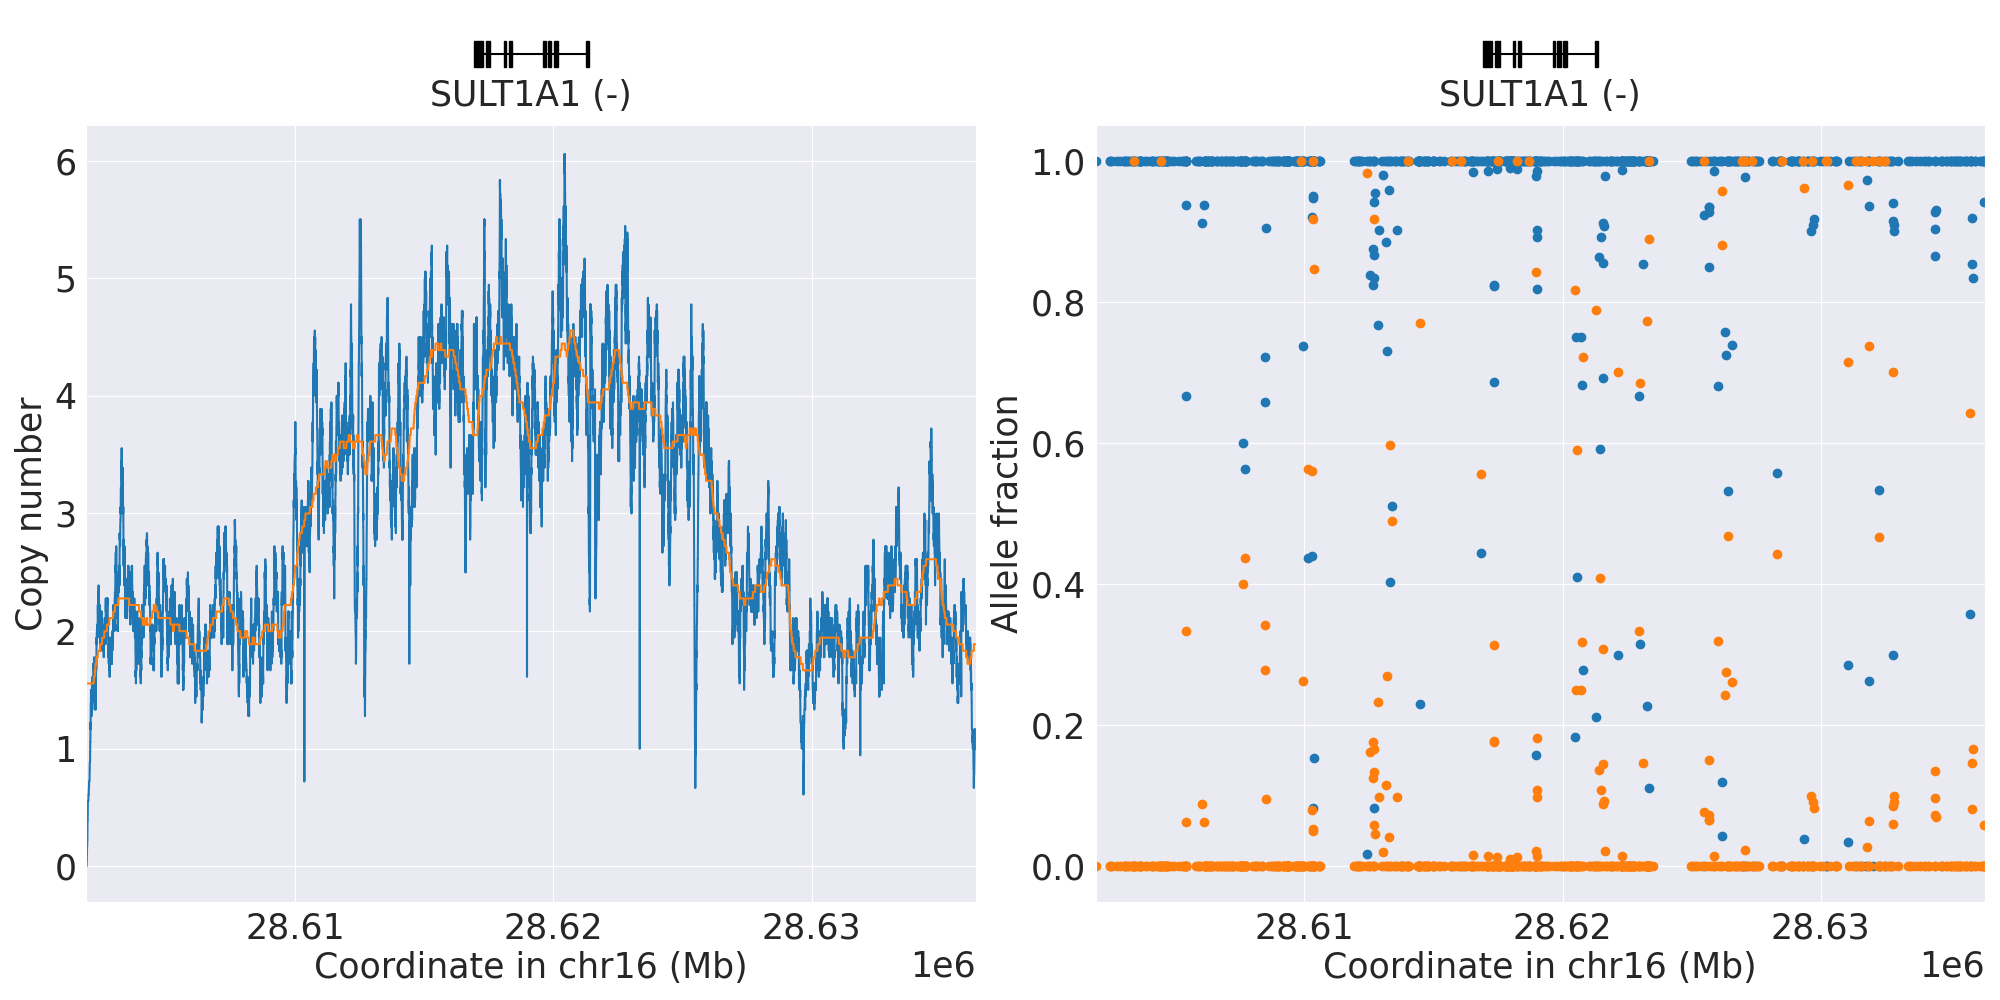 SULT1A1 (-)
Copy number
6
5
4
3
2
1
0
28.61
28.62
28.63
Coordinate in chr16 (Mb)
1e6
SULT1A1 (-)
Allele fraction
1.0
0.8
0.6
0.4
0.2
0.0
28.61
28.62
28.63
Coordinate in chr16 (Mb)
1e6